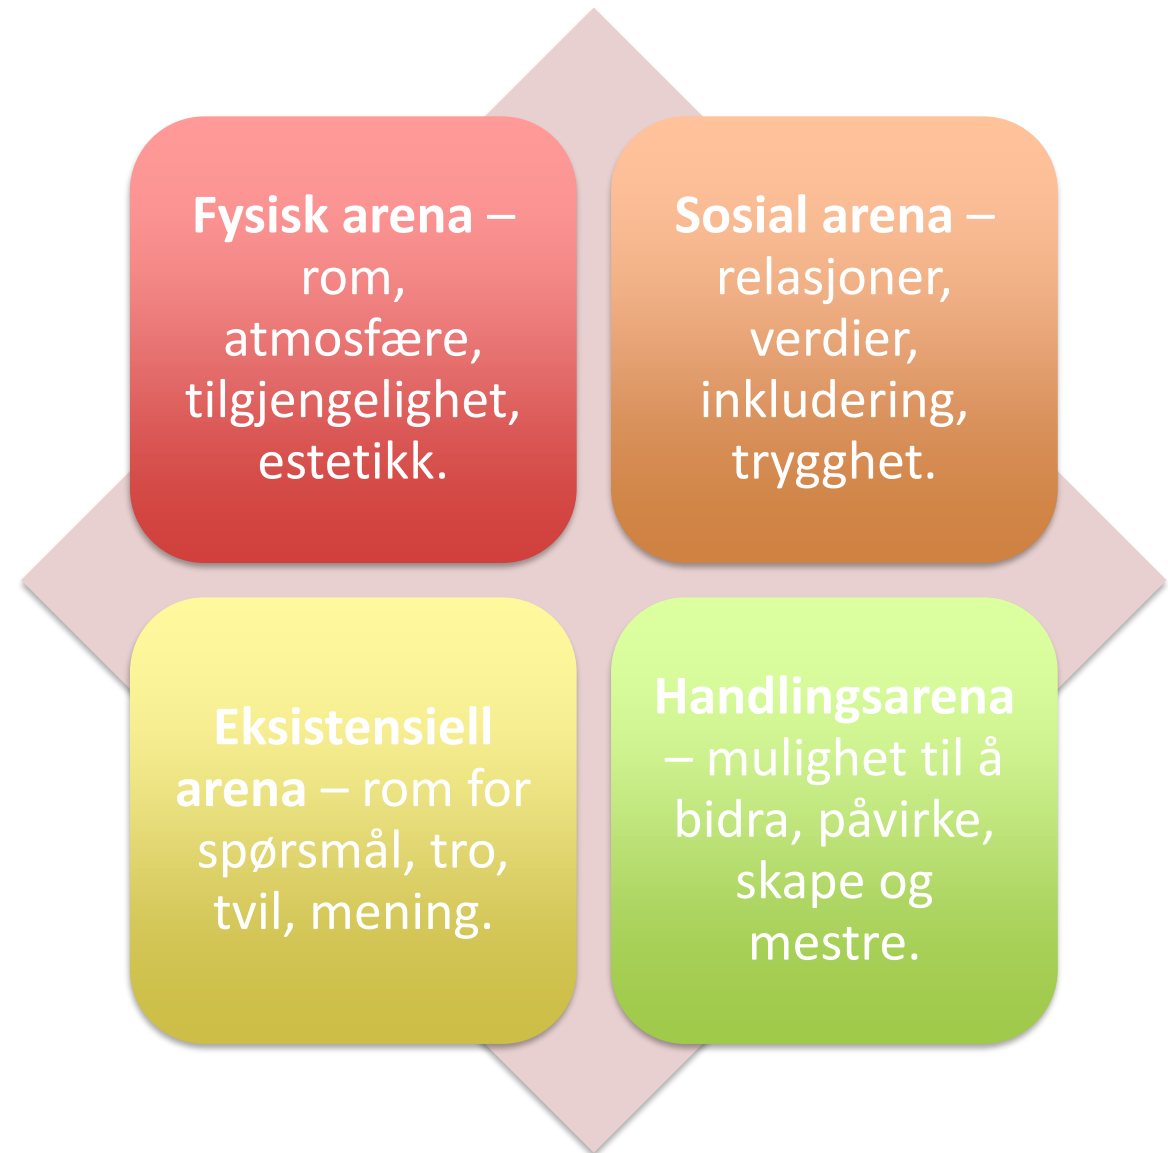 Fysisk arena –
rom,
atmosfære,
tilgjengelighet,
estetikk.
Sosial arena –
relasjoner,
verdier,
inkludering,
trygghet.
Eksistensiell
arena – rom for
spørsmål, tro,
tvil, mening.
Handlingsarena
– mulighet til å
bidra, påvirke,
skape og
mestre.